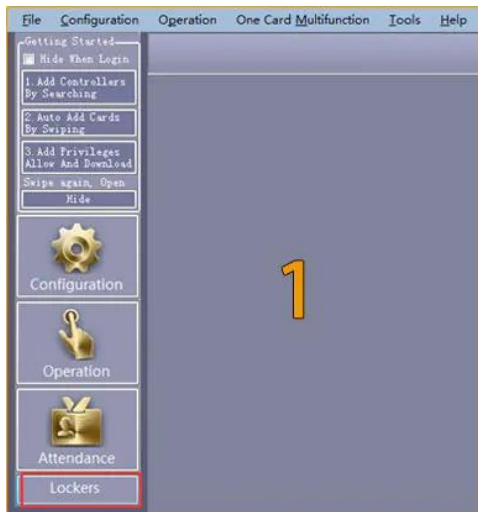 File Configuration Operation One Card Multifunction Tools Help
Getting Started
Hide When Login
1.Add Controllers
By Searching
2.Auto Add Cards
By Swiping
3.Add Privileges
Allow And Download
Swipe again, Open
Hide
Configuration
Operation
Attendance
Lockers
1